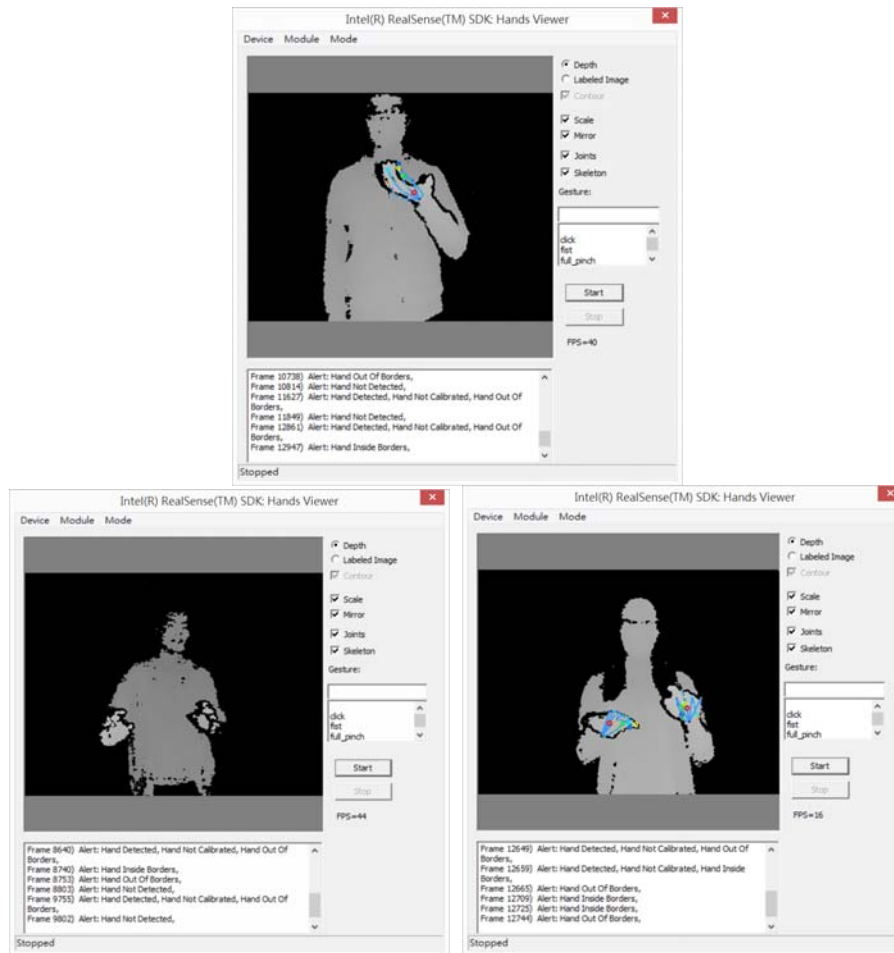 Intel(R) RealSense(TM) SDK: Hands Viewer
Device Module Mode
Depth
Labeled Image
Contour
Scale
Mirror
Joints
Skeleton
Gesture:
click
fist
full_pinch
Start
Stop
FPS=40
Frame 10738) Alert: Hand Out Of Borders,
Frame 10814) Alert: Hand Not Detected,
Frame 11627) Alert: Hand Detected, Hand Not Calibrated, Hand Out Of
Borders,
Frame 11849) Alert: Hand Not Detected,
Frame 12861) Alert: Hand Detected, Hand Not Calibrated, Hand Out Of
Borders,
Frame 12947) Alert: Hand Inside Borders,
Stopped
Intel(R) RealSense(TM) SDK: Hands Viewer
Device Module Mode
Depth
Labeled Image
Contour
Scale
Mirror
Joints
Skeleton
Gesture:
click
fist
full_pinch
Start
Stop
FPS=44
Frame 8640) Alert: Hand Detected, Hand Not Calibrated, Hand Out Of
Borders,
Frame 8740) Alert: Hand Inside Borders,
Frame 8753) Alert: Hand Out Of Borders,
Frame 8803) Alert: Hand Not Detected,
Frame 9755) Alert: Hand Detected, Hand Not Calibrated, Hand Out Of
Borders,
Frame 9802) Alert: Hand Not Detected,
Stopped
Intel(R) RealSense(TM) SDK: Hands Viewer
Device Module Mode
Depth
Labeled Image
Contour
Scale
Mirror
Joints
Skeleton
Gesture:
click
fist
full_pinch
Start
Stop
FPS=16
Frame 12649) Alert: Hand Detected, Hand Not Calibrated, Hand Out Of
Borders,
Frame 12659) Alert: Hand Detected, Hand Not Calibrated, Hand Inside
Borders,
Frame 12665) Alert: Hand Out Of Borders,
Frame 12709) Alert: Hand Inside Borders,
Frame 12725) Alert: Hand Inside Borders,
Frame 12744) Alert: Hand Out Of Borders,
Stopped